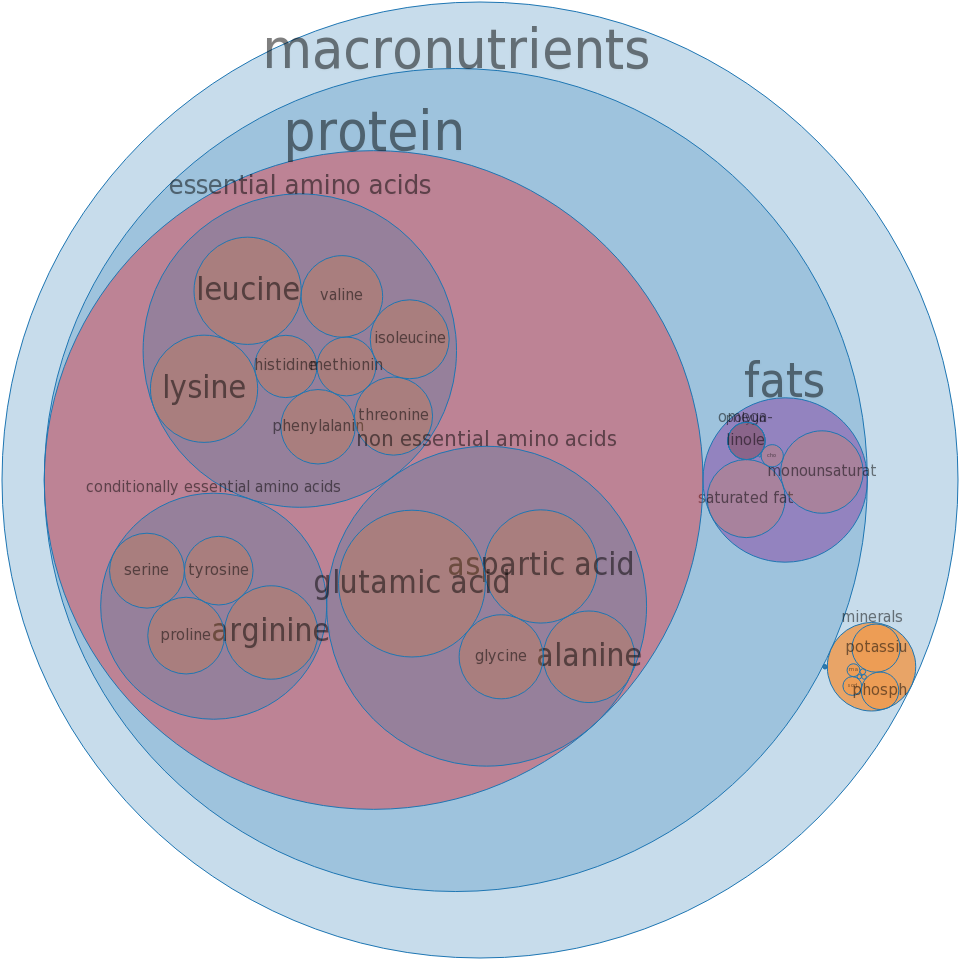 macronutrients
protein
essential amino acids
leucine
valine
isoleucine
histidine
methionin
lysine
phenylalanin
threonine
non essential amino acids
conditionally essential amino acids
serine
tyrosine
proline
arginine
glutamic acid
aspartic acid
glycine
alanine
fats
omega-
linole
cho
monounsaturat
saturated fat
minerals
potassiu
phosph